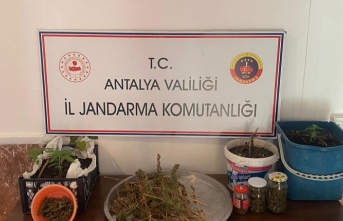 T.C.
ANTALYA VALİLİĞİ
İL JANDARMA KOMUTANLIĞI